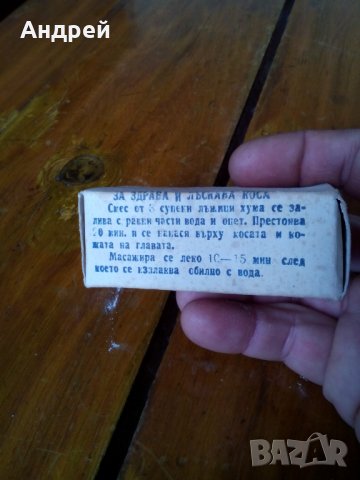 Андрей
ЗА ЗДРАВА И ЛЪСКАВА КОСА
Смес от 3 супени лъжици хума се за-
лива с равни части вода и оцет. Престоява
20 мин. и се нанася върху косата и ко-
жата на главата.
Масажира се леко 10—15 мин след
което се изплаква обилно с вода.
BAZAR